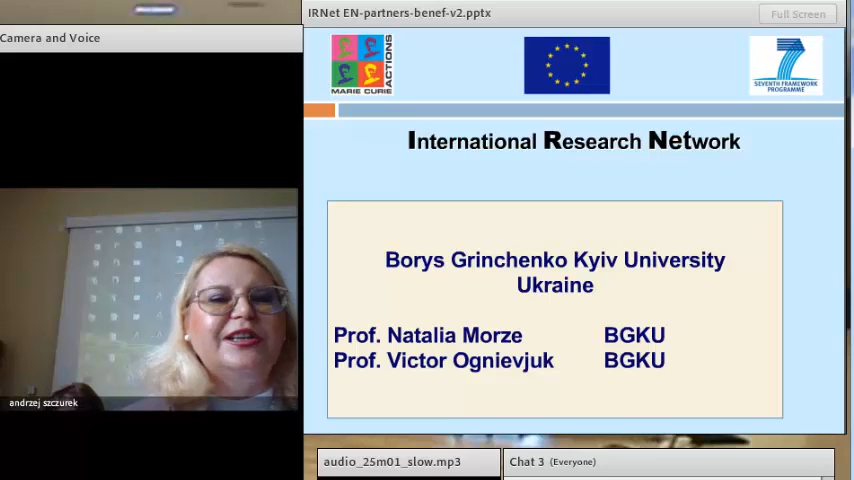 IRNet EN-partners-benef-v2.pptx
Full Screen
Camera and Voice
MARIE CURIE
ACTIONS
SEVENTH FRAMEWORK
PROGRAMME
International Research Network
Borys Grinchenko Kyiv University
Ukraine
Prof. Natalia Morze BGKU
Prof. Victor Ognievjuk BGKU
andrzej szczurek
audio_25m01_slow.mp3
Chat 3 (Everyone)